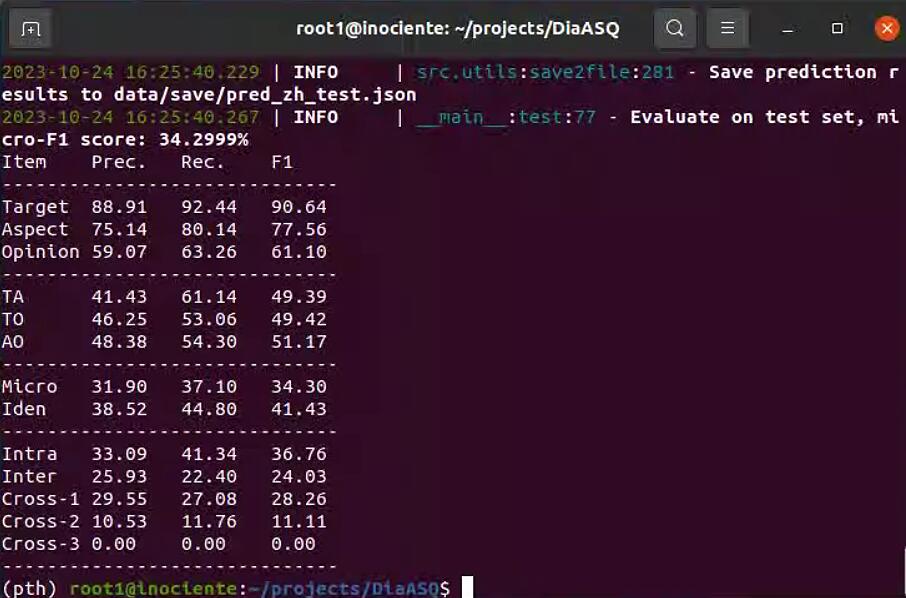 root1@inociente: ~/projects/DiaASQ
2023-10-24 16:25:40.229 | INFO     | src.utils:save2file:281 - Save prediction r
esults to data/save/pred_zh_test.json
2023-10-24 16:25:40.267 | INFO     | __main__:test:77 - Evaluate on test set, mi
cro-F1 score: 34.2999%
Item    Prec.   Rec.    F1
------------------------------
Target  88.91   92.44   90.64
Aspect  75.14   80.14   77.56
Opinion 59.07   63.26   61.10
------------------------------
TA      41.43   61.14   49.39
TO      46.25   53.06   49.42
AO      48.38   54.30   51.17
------------------------------
Micro   31.90   37.10   34.30
Iden    38.52   44.80   41.43
------------------------------
Intra   33.09   41.34   36.76
Inter   25.93   22.40   24.03
Cross-1 29.55   27.08   28.26
Cross-2 10.53   11.76   11.11
Cross-3 0.00    0.00    0.00
------------------------------
(pth) root1@inociente:~/projects/DiaASQ$